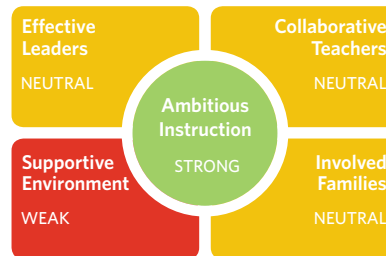 Effective
Leaders
NEUTRAL
Collaborative
Teachers
NEUTRAL
Ambitious
Instruction
STRONG
Supportive
Environment
WEAK
Involved
Families
NEUTRAL